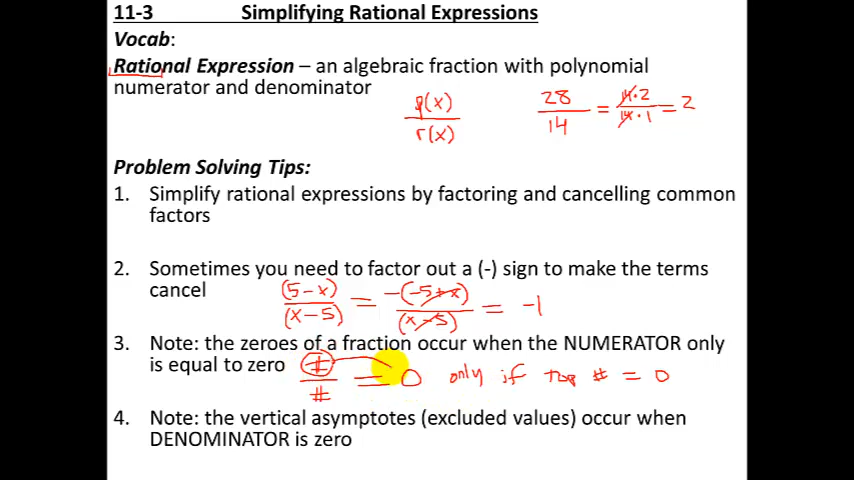 11-3 Simplifying Rational Expressions
Vocab:
Rational Expression – an algebraic fraction with polynomial
numerator and denominator
q(x)/r(x) 28/14 = 14·2/14·1 = 2
Problem Solving Tips:
1. Simplify rational expressions by factoring and cancelling common
factors
2. Sometimes you need to factor out a (-) sign to make the terms
cancel
(5-x)/(x-5) = -(-5+x)/(x-5) = -1
3. Note: the zeroes of a fraction occur when the NUMERATOR only
is equal to zero
#/# = 0 only if top # = 0
4. Note: the vertical asymptotes (excluded values) occur when
DENOMINATOR is zero